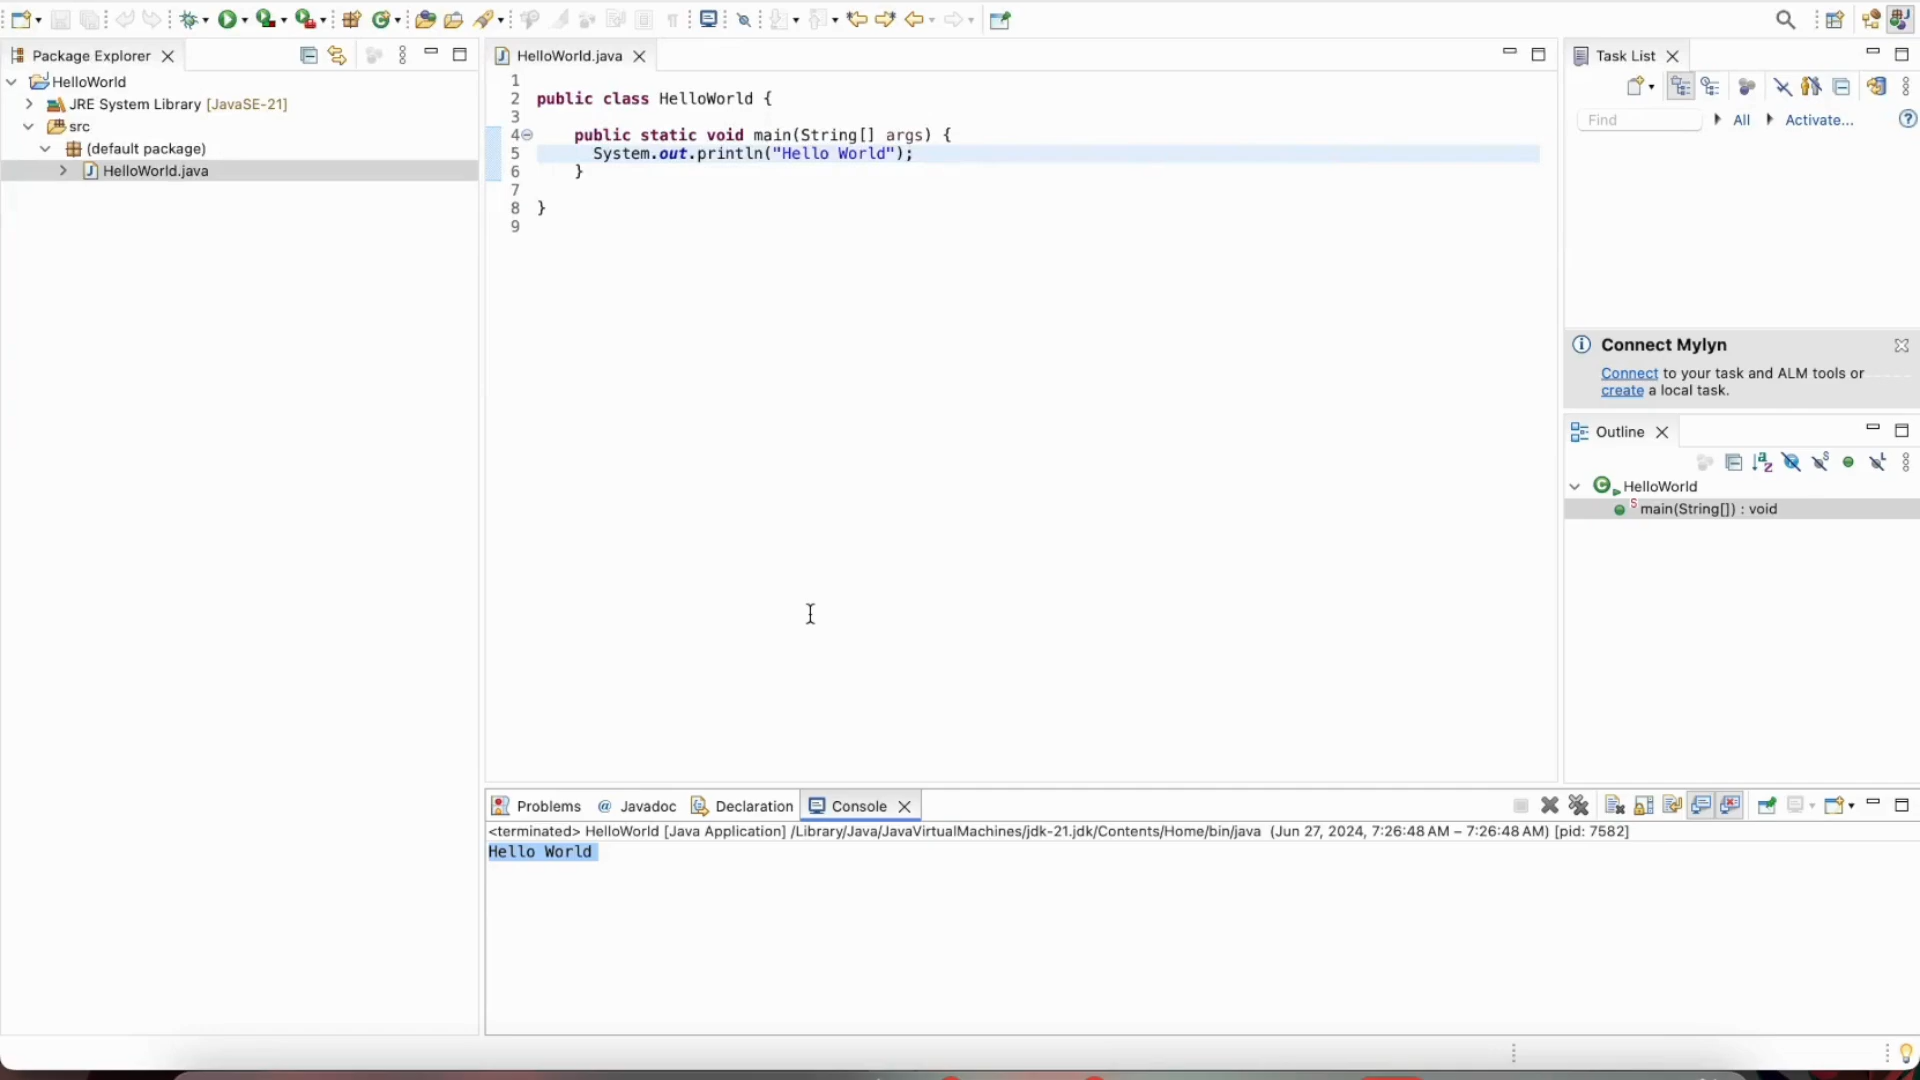 Package Explorer
HelloWorld
JRE System Library [JavaSE-21]
src
(default package)
HelloWorld.java
HelloWorld.java
1
2 public class HelloWorld {
3
4 public static void main(String[] args) {
5 System.out.println("Hello World");
6 }
7
8 }
9
Task List
Find
All
Activate...
Connect Mylyn
Connect to your task and ALM tools or
create a local task.
Outline
HelloWorld
main(String[]) : void
Problems
Javadoc
Declaration
Console
<terminated> HelloWorld [Java Application] /Library/Java/JavaVirtualMachines/jdk-21.jdk/Contents/Home/bin/java (Jun 27, 2024, 7:26:48 AM – 7:26:48 AM) [pid: 7582]
Hello World